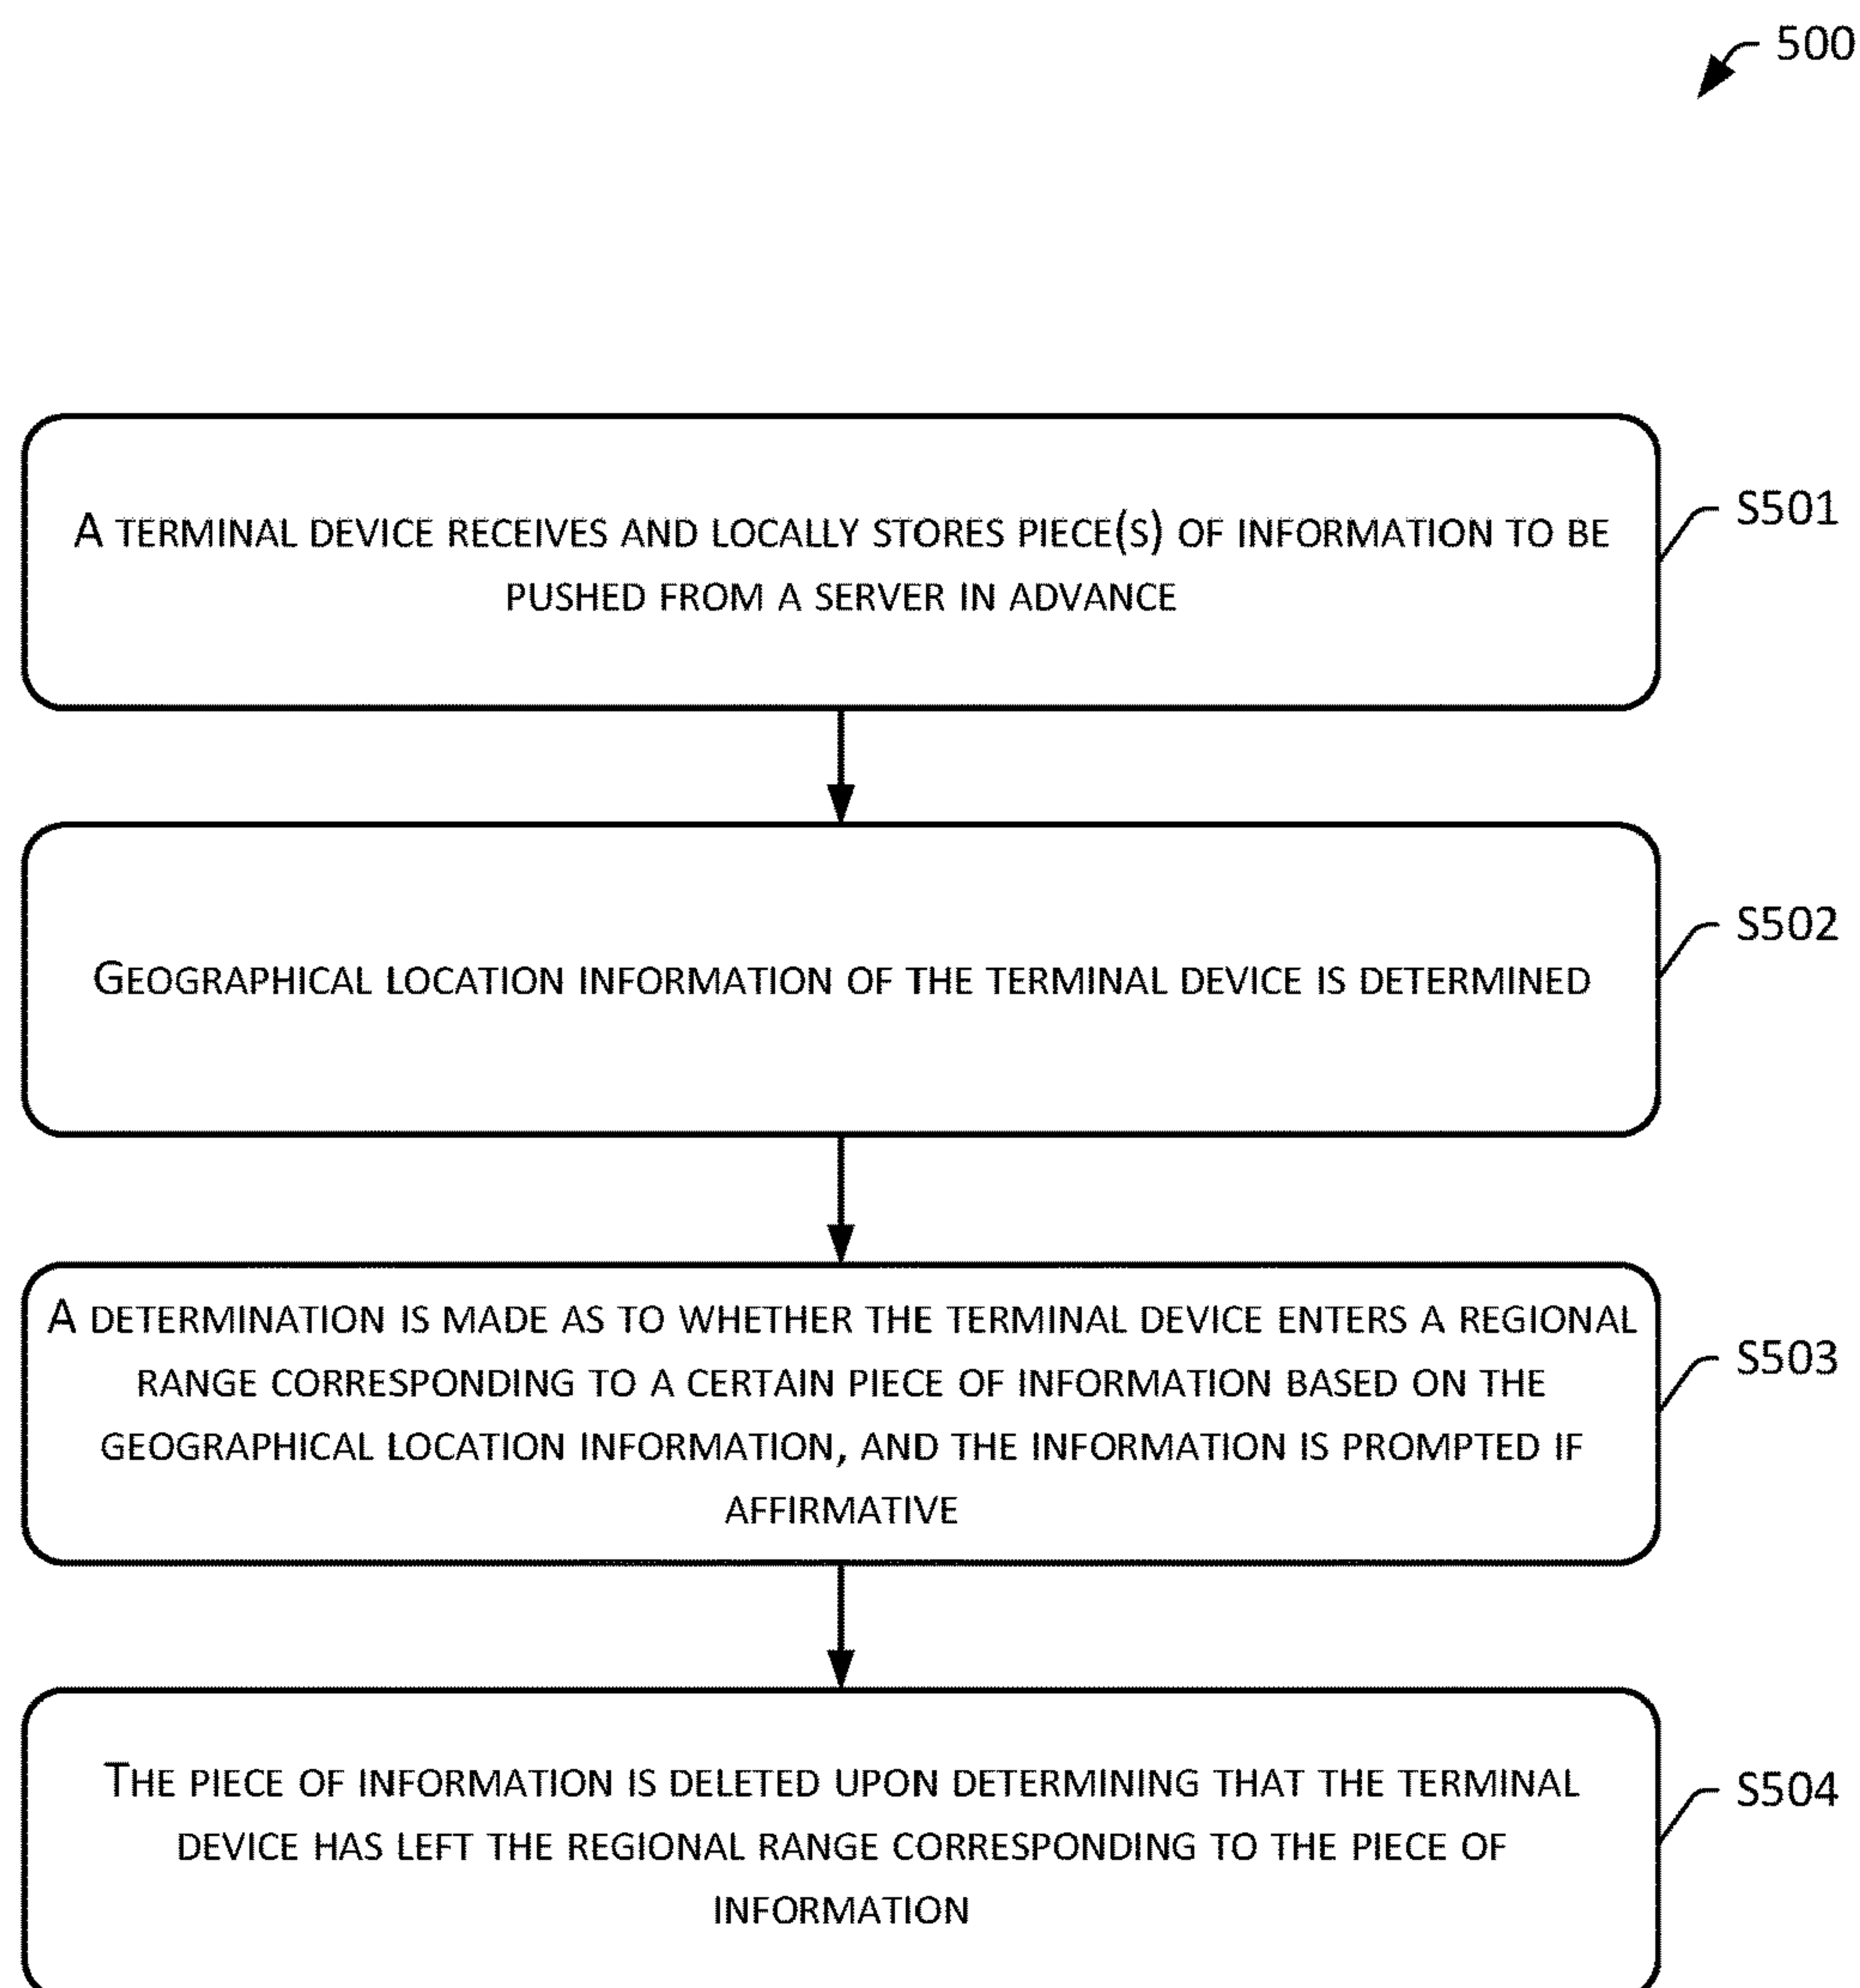 500
A TERMINAL DEVICE RECEIVES AND LOCALLY STORES PIECE(S) OF INFORMATION TO BE
PUSHED FROM A SERVER IN ADVANCE
S501
GEOGRAPHICAL LOCATION INFORMATION OF THE TERMINAL DEVICE IS DETERMINED
S502
A DETERMINATION IS MADE AS TO WHETHER THE TERMINAL DEVICE ENTERS A REGIONAL
RANGE CORRESPONDING TO A CERTAIN PIECE OF INFORMATION BASED ON THE
GEOGRAPHICAL LOCATION INFORMATION, AND THE INFORMATION IS PROMPTED IF
AFFIRMATIVE
S503
THE PIECE OF INFORMATION IS DELETED UPON DETERMINING THAT THE TERMINAL
DEVICE HAS LEFT THE REGIONAL RANGE CORRESPONDING TO THE PIECE OF
INFORMATION
S504